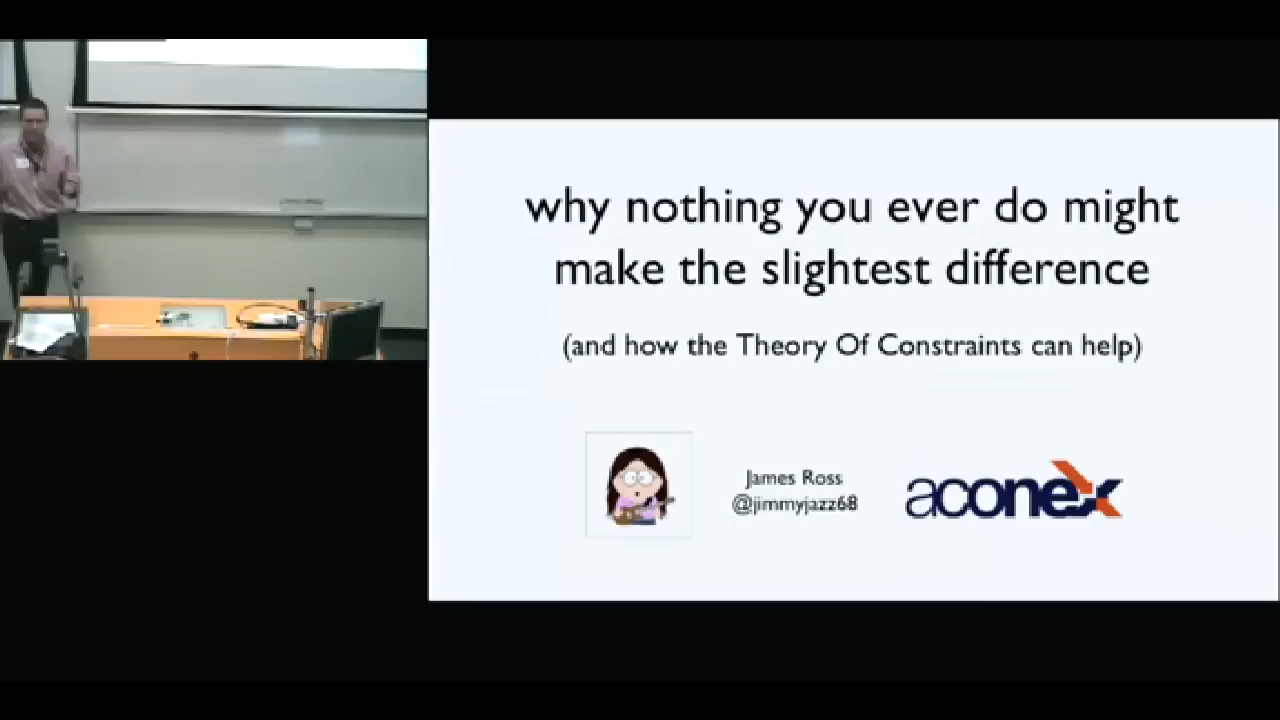 why nothing you ever do might
make the slightest difference
(and how the Theory Of Constraints can help)
James Ross
@jimmyjazz68
aconex